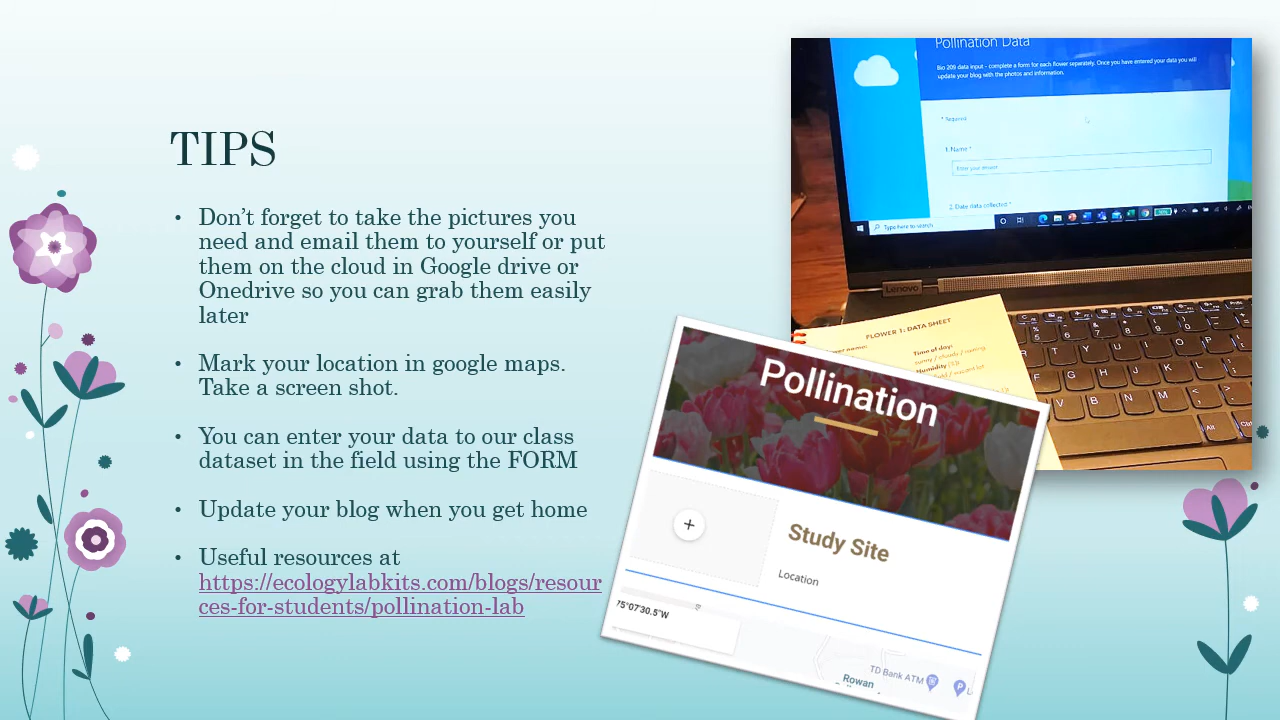 TIPS
Don’t forget to take the pictures you
need and email them to yourself or put
them on the cloud in Google drive or
Onedrive so you can grab them easily
later
Mark your location in google maps.
Take a screen shot.
You can enter your data to our class
dataset in the field using the FORM
Update your blog when you get home
Useful resources at
https://ecologylabkits.com/blogs/resour
ces-for-students/pollination-lab
Pollination Data
Bio 209 data input - complete a form for each flower separately. Once you have entered your data you will
update your blog with the photos and information.
* Required
1. Name *
Enter your answer
2. Date data collected *
Type here to search
Lenovo
FLOWER 1: DATA SHEET
Time of day:
sunny / cloudy / raining
Humidity
Pollination
Study Site
Location
75°07'30.5"W
TD Bank ATM
Rowan